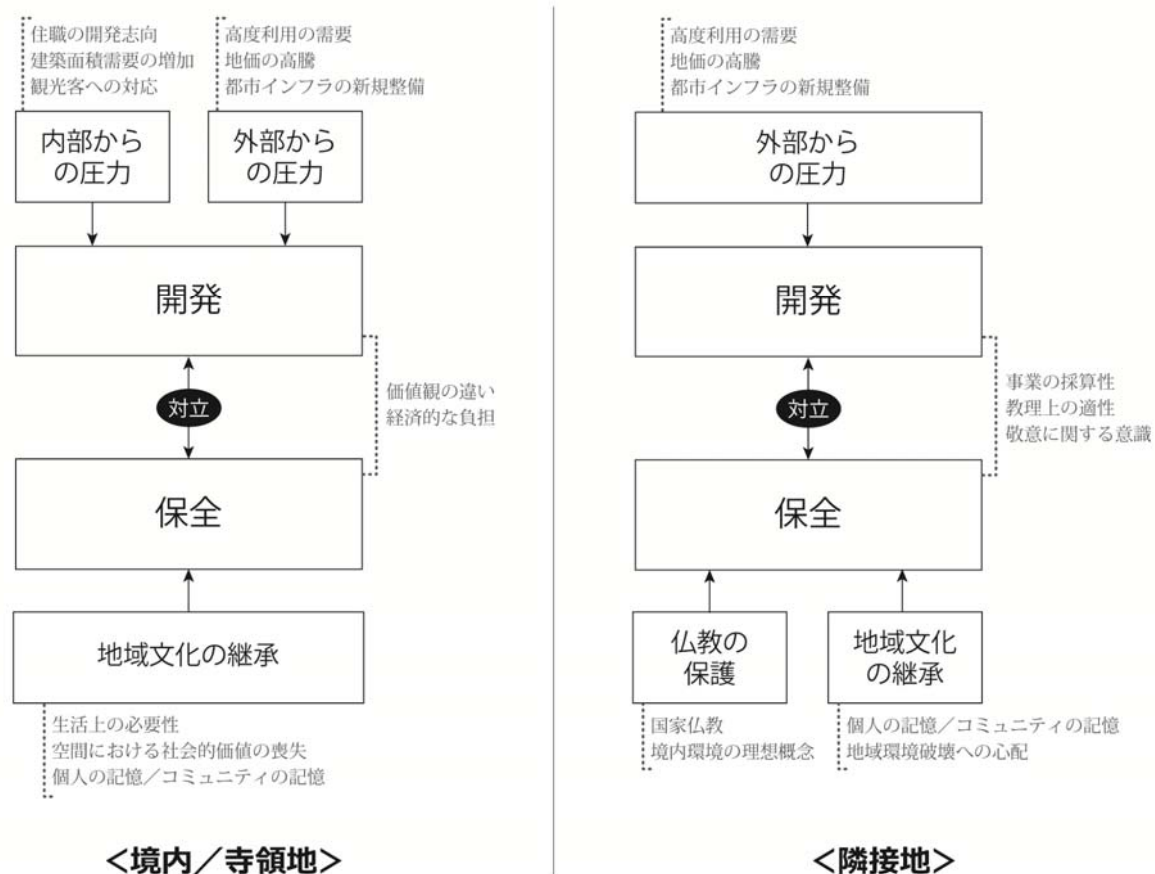 住職の開発志向
建築面積需要の増加
観光客への対応
高度利用の需要
地価の高騰
都市インフラの新規整備
内部から
の圧力
外部から
の圧力
開発
対立
価値観の違い
経済的な負担
保全
地域文化の継承
生活上の必要性
空間における社会的価値の喪失
個人の記憶／コミュニティの記憶
＜境内／寺領地＞
高度利用の需要
地価の高騰
都市インフラの新規整備
外部から
の圧力
開発
対立
事業の採算性
教理上の適性
敬意に関する意識
保全
仏教の
保護
地域文化
の継承
国家仏教
境内環境の理想概念
個人の記憶／コミュニティの記憶
地域環境破壊への心配
＜隣接地＞